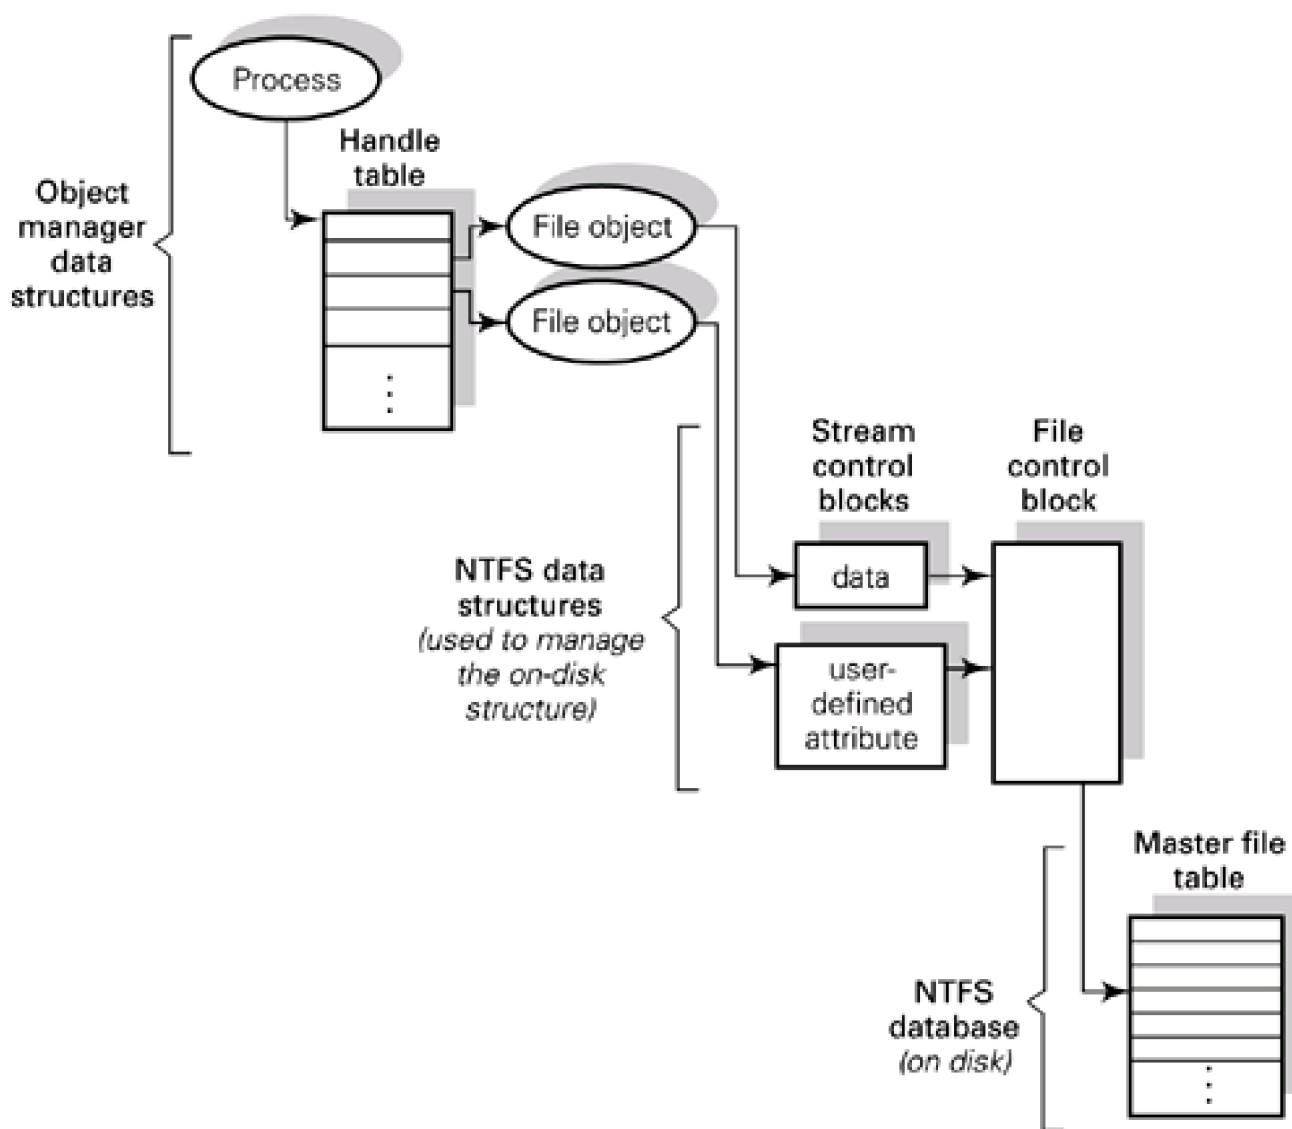 Process
Handle
table
Object
manager
data
structures
File object
File object
Stream
control
blocks
File
control
block
NTFS data
structures
(used to manage
the on-disk
structure)
data
user-
defined
attribute
Master file
table
NTFS
database
(on disk)